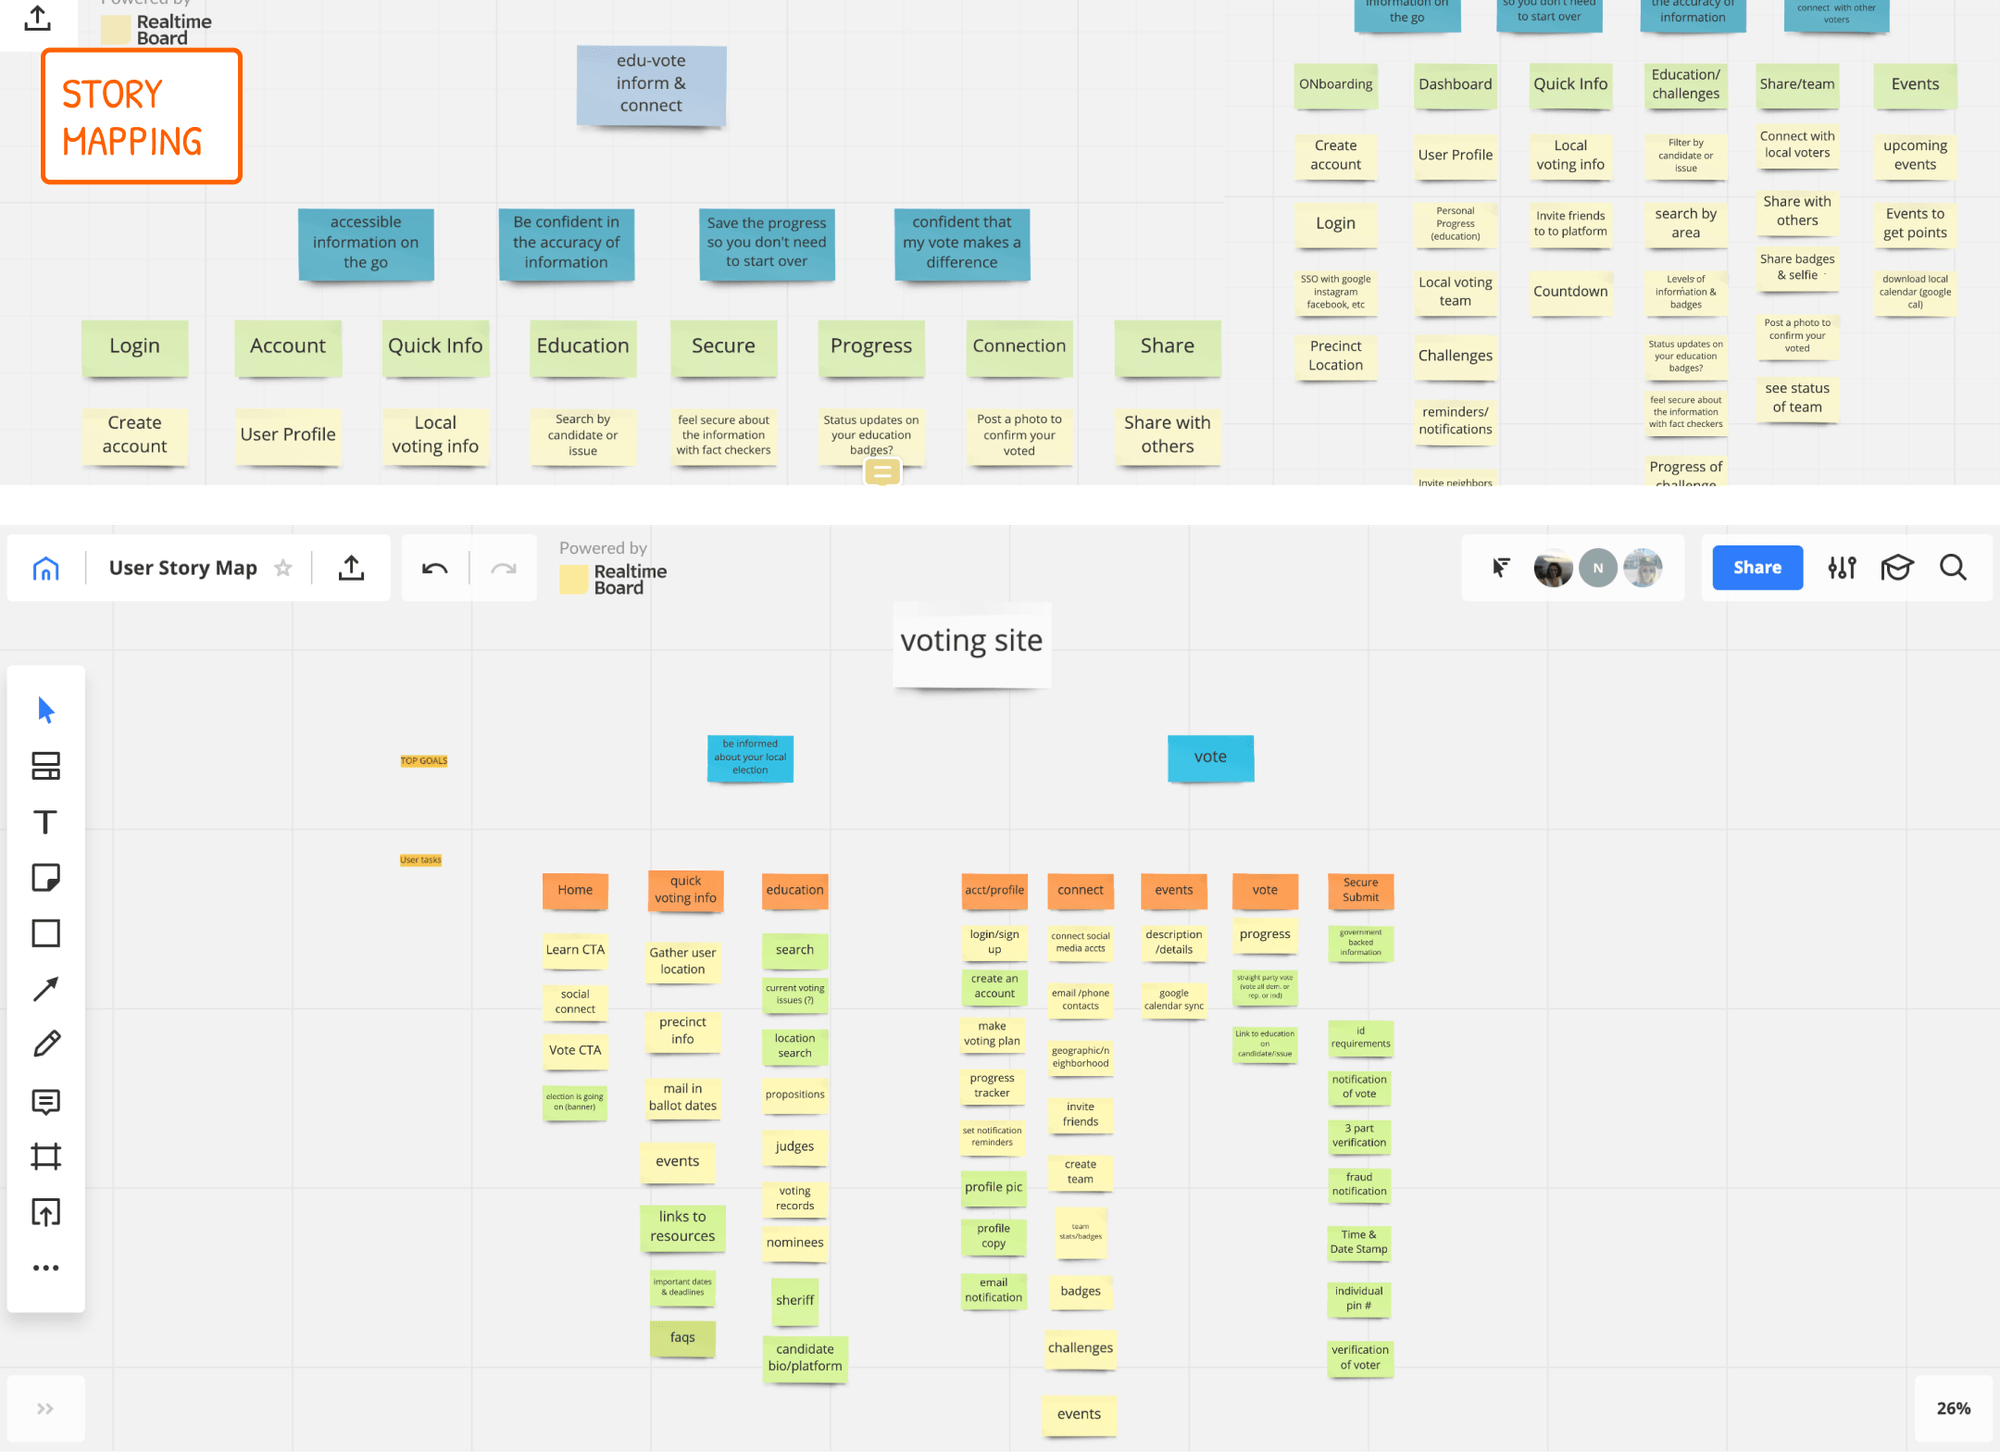 Powered by
Realtime
Board
STORY
MAPPING
edu-vote
inform &
connect
accessible
information on
the go
Be confident in
the accuracy of
information
Save the progress
so you don't need
to start over
confident that
my vote makes a
difference
Login
Account
Quick Info
Education
Secure
Progress
Connection
Share
Create
account
User Profile
Local
voting info
Search by
candidate or
issue
feel secure about
the information
with fact checkers
Status updates on
your education
badges?
Post a photo to
confirm your
voted
Share with
others
information on
the go
so you don't need
to start over
the accuracy of
information
connect with other
voters
ONboarding
Dashboard
Quick Info
Education/
challenges
Share/team
Events
Create
account
Login
SSO with google
instagram
facebook, etc
Precinct
Location
User Profile
Personal
Progress
(education)
Local voting
team
Challenges
reminders/
notifications
Invite neighbors
Local
voting info
Invite friends
to to platform
Countdown
Filter by
candidate or
issue
search by
area
Levels of
information &
badges
Status updates on
your education
badges?
feel secure about
the information
with fact checkers
Progress of
challenge
Connect with
local voters
Share with
others
Share badges
& selfie
Post a photo to
confirm your
voted
see status
of team
upcoming
events
Events to
get points
download local
calendar (google
cal)
User Story Map
Powered by
Realtime
Board
N
Share
voting site
TOP GOALS
be informed
about your local
election
vote
User tasks
Home
quick
voting info
education
acct/profile
connect
events
vote
Secure
Submit
Learn CTA
social
connect
Vote CTA
election is going
on (banner)
Gather user
location
precinct
info
mail in
ballot dates
events
links to
resources
important dates
& deadlines
faqs
search
current voting
issues (?)
location
search
propositions
judges
voting
records
nominees
sheriff
candidate
bio/platform
login/sign
up
create an
account
make
voting plan
progress
tracker
set notification
reminders
profile pic
profile
copy
email
notification
connect social
media accts
email /phone
contacts
geographic/n
eighborhood
invite
friends
create
team
team
stats/badges
badges
challenges
events
description
/details
google
calendar sync
progress
straight party vote
(vote all dem. or
rep. or ind)
Link to education
on
candidate/issue
government
backed
information
id
requirements
notification
of vote
3 part
verification
fraud
notification
Time &
Date Stamp
individual
pin #
verification
of voter
26%